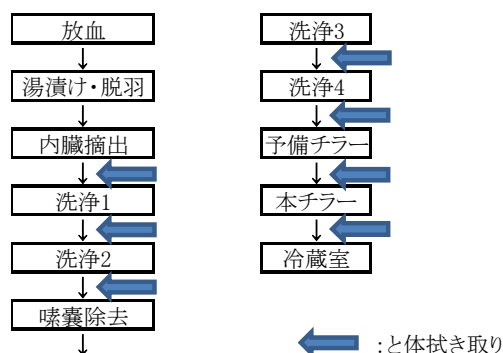 放血
湯漬け・脱羽
内臓摘出
洗浄1
洗浄2
嗉嚢除去
洗浄3
洗浄4
予備チラー
本チラー
冷蔵室
:と体拭き取り